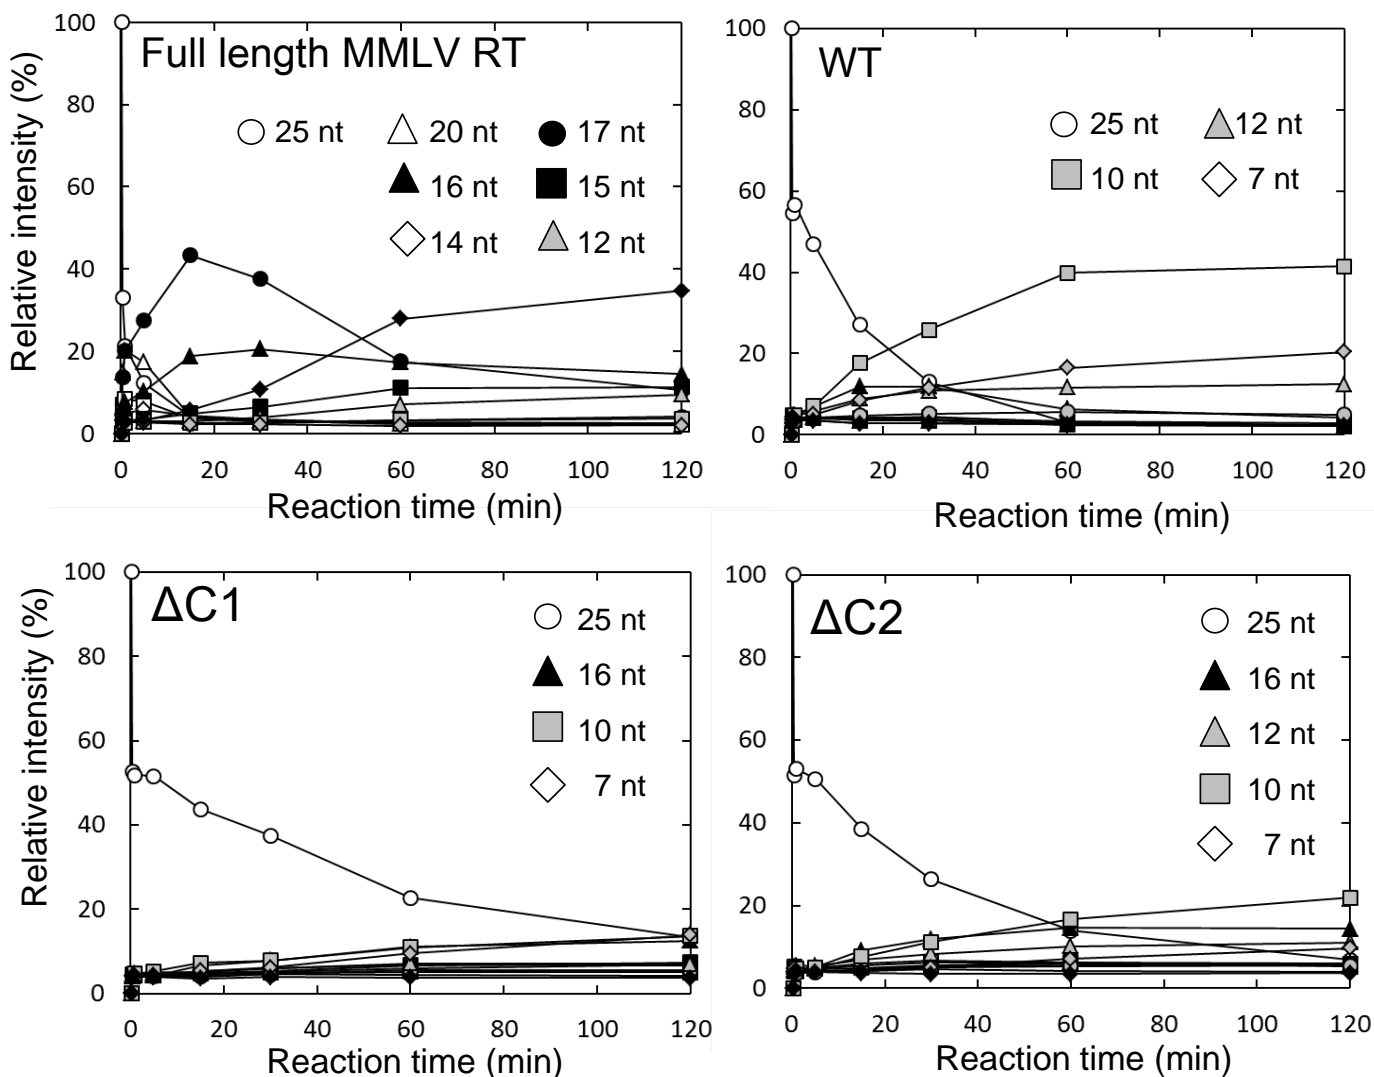 Full length MMLV RT
25 nt 20 nt 17 nt
16 nt 15 nt
14 nt 12 nt
Relative intensity (%)
100
80
60
40
20
0
0 20 40 60 80 100 120
Reaction time (min)
WT
25 nt 12 nt
10 nt 7 nt
100
80
60
40
20
0
0 20 40 60 80 100 120
Reaction time (min)
ΔC1
25 nt
16 nt
10 nt
7 nt
Relative intensity (%)
100
80
60
40
20
0
0 20 40 60 80 100 120
Reaction time (min)
ΔC2
25 nt
16 nt
12 nt
10 nt
7 nt
100
80
60
40
20
0
0 20 40 60 80 100 120
Reaction time (min)